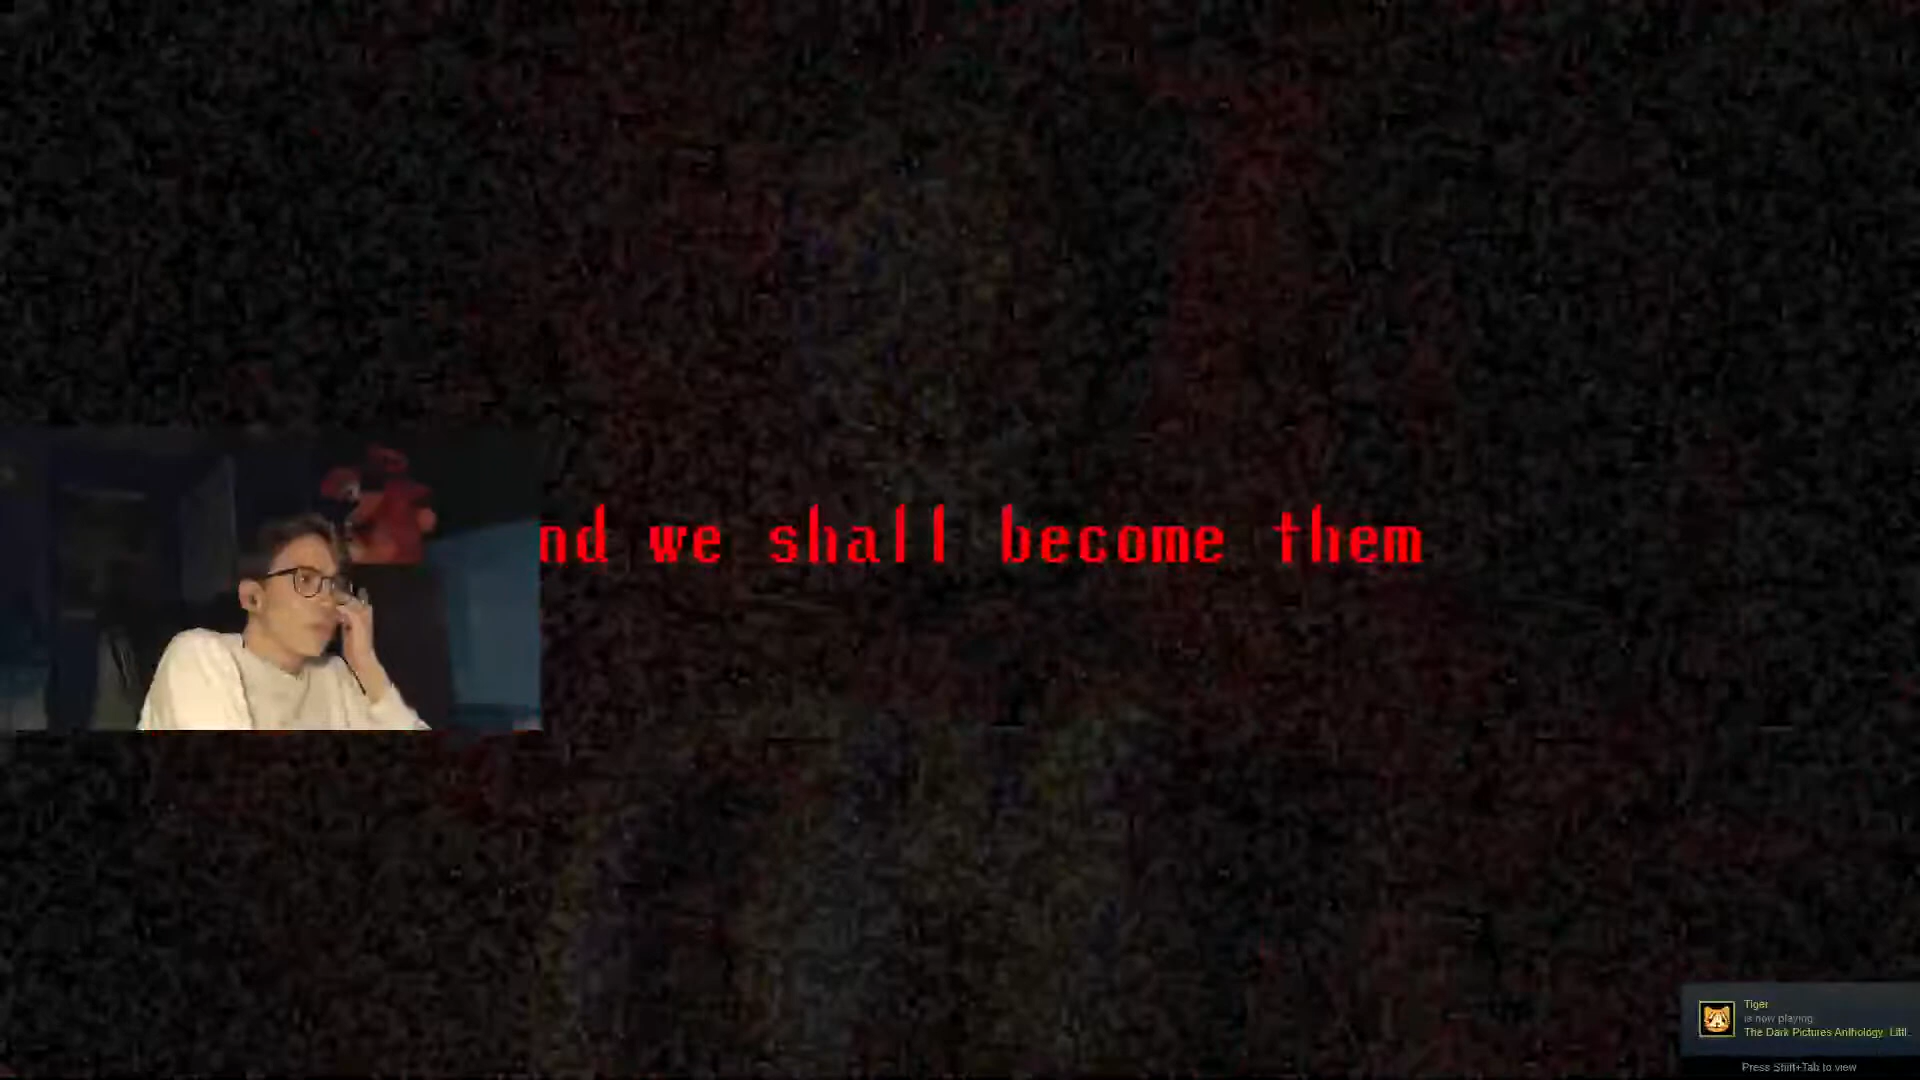 nd we shall become them
Tiger
is now playing
The Dark Pictures Anthology: Littl...
Press Shift+Tab to view